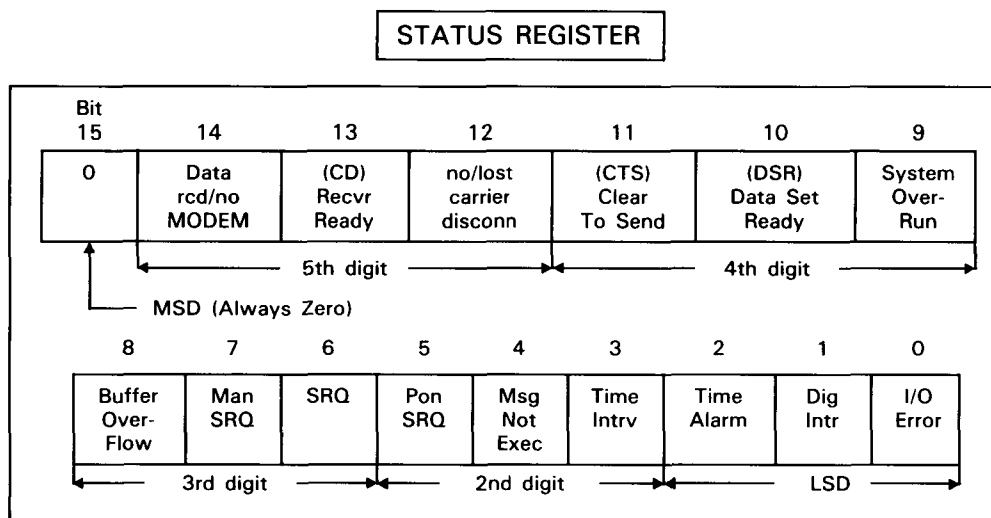 STATUS REGISTER
Bit
15 14 13 12 11 10 9
0
Data
rcd/no
MODEM
(CD)
Recvr
Ready
no/lost
carrier
disconn
(CTS)
Clear
To Send
(DSR)
Data Set
Ready
System
Over-
Run
5th digit 4th digit
MSD (Always Zero)
8 7 6 5 4 3 2 1 0
Buffer
Over-
Flow
Man
SRQ
SRQ
Pon
SRQ
Msg
Not
Exec
Time
Intrv
Time
Alarm
Dig
Intr
I/O
Error
3rd digit 2nd digit LSD